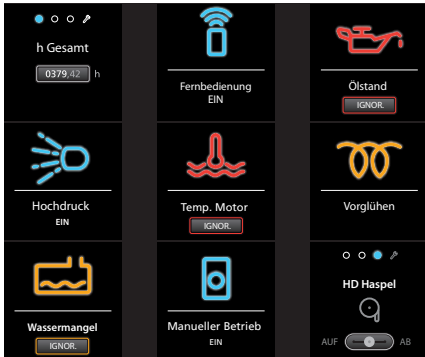 h Gesamt
0379,42 h
Fernbedienung
EIN
Ölstand
IGNOR.
Hochdruck
EIN
Temp. Motor
IGNOR.
Vorglühen
Wassermangel
IGNOR.
Manueller Betrieb
EIN
HD Haspel
AUF AB